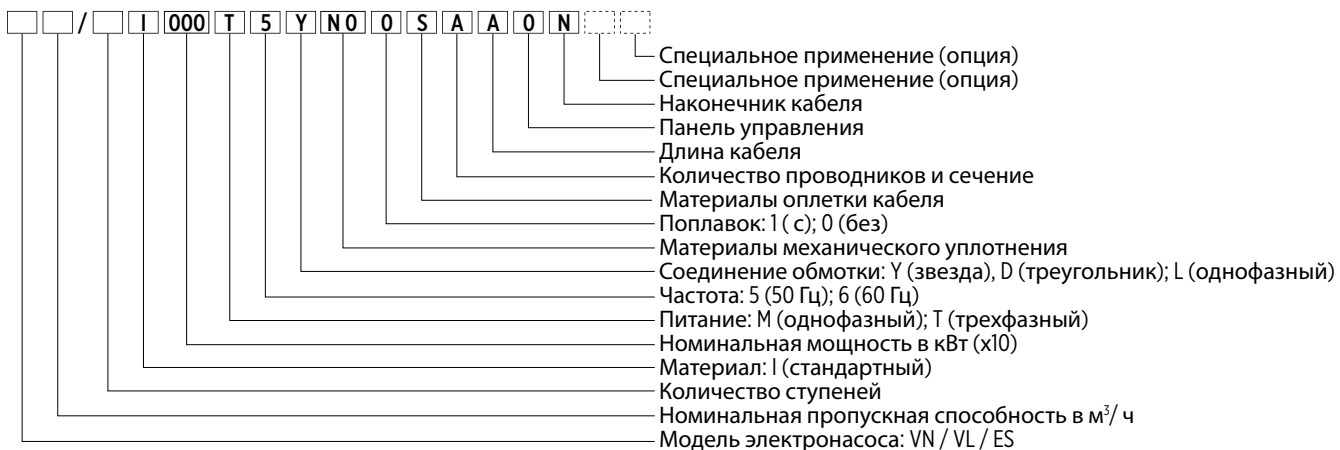 / I 000 T 5 Y N0 0 S A A 0 N
Специальное применение (опция)
Специальное применение (опция)
Наконечник кабеля
Панель управления
Длина кабеля
Количество проводников и сечение
Материалы оплетки кабеля
Поплавок: 1 ( с); 0 (без)
Материалы механического уплотнения
Соединение обмотки: Y (звезда), D (треугольник); L (однофазный)
Частота: 5 (50 Гц); 6 (60 Гц)
Питание: M (однофазный); T (трехфазный)
Номинальная мощность в кВт (x10)
Материал: I (стандартный)
Количество ступеней
Номинальная пропускная способность в м³/ ч
Модель электронасоса: VN / VL / ES